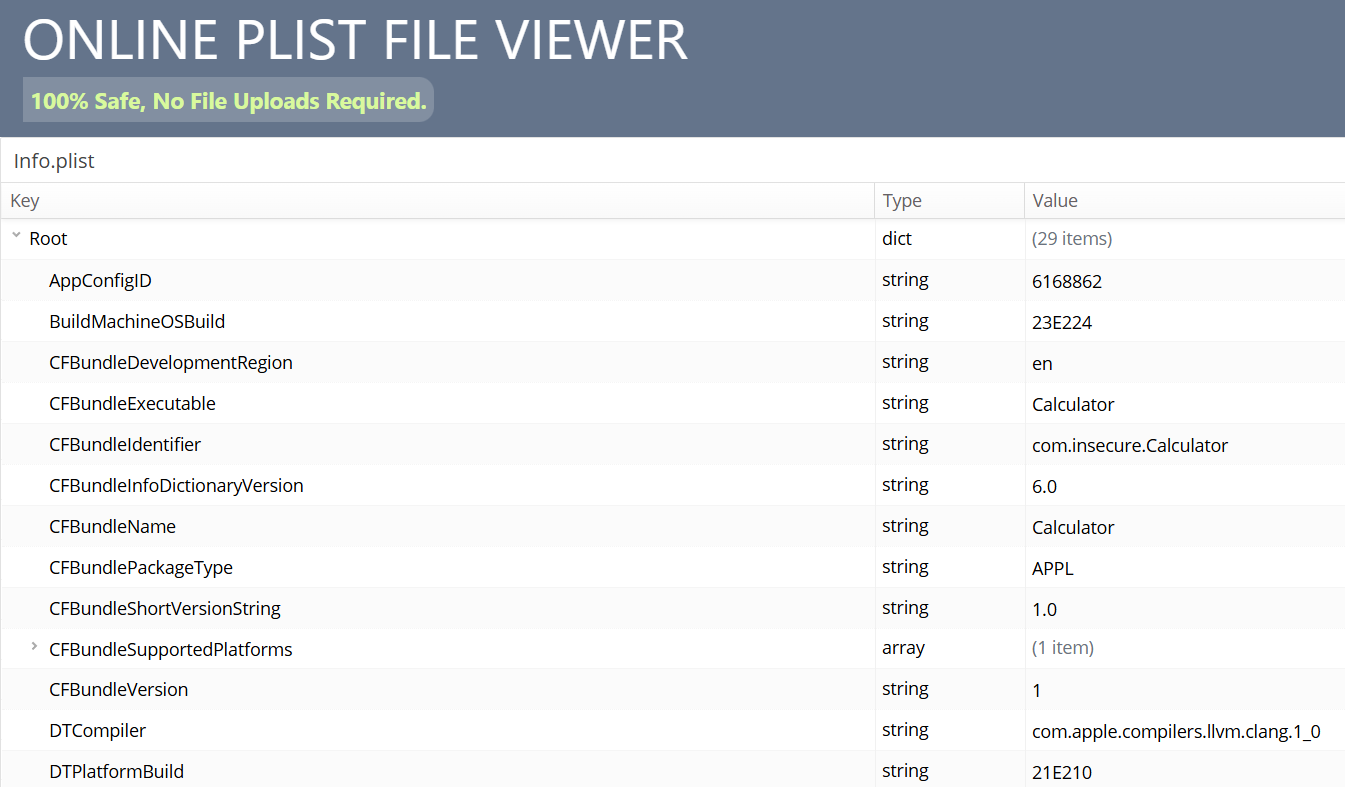 ONLINE PLIST FILE VIEWER
100% Safe, No File Uploads Required.
Info.plist
Key Type Value
Root dict (29 items)
AppConfigID string 6168862
BuildMachineOSBuild string 23E224
CFBundleDevelopmentRegion string en
CFBundleExecutable string Calculator
CFBundleIdentifier string com.insecure.Calculator
CFBundleInfoDictionaryVersion string 6.0
CFBundleName string Calculator
CFBundlePackageType string APPL
CFBundleShortVersionString string 1.0
CFBundleSupportedPlatforms array (1 item)
CFBundleVersion string 1
DTCompiler string com.apple.compilers.llvm.clang.1_0
DTPlatformBuild string 21E210